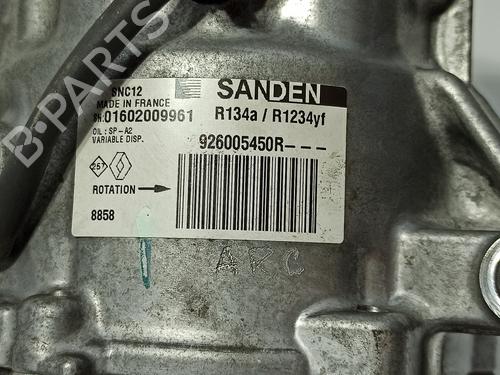 SNC12
SANDEN
MADE IN FRANCE
SN.01602009961
R134a / R1234yf
OIL : SP-A2
VARIABLE DISP.
926005450R---
257
ROTATION
8858
ARC
B-PARTS